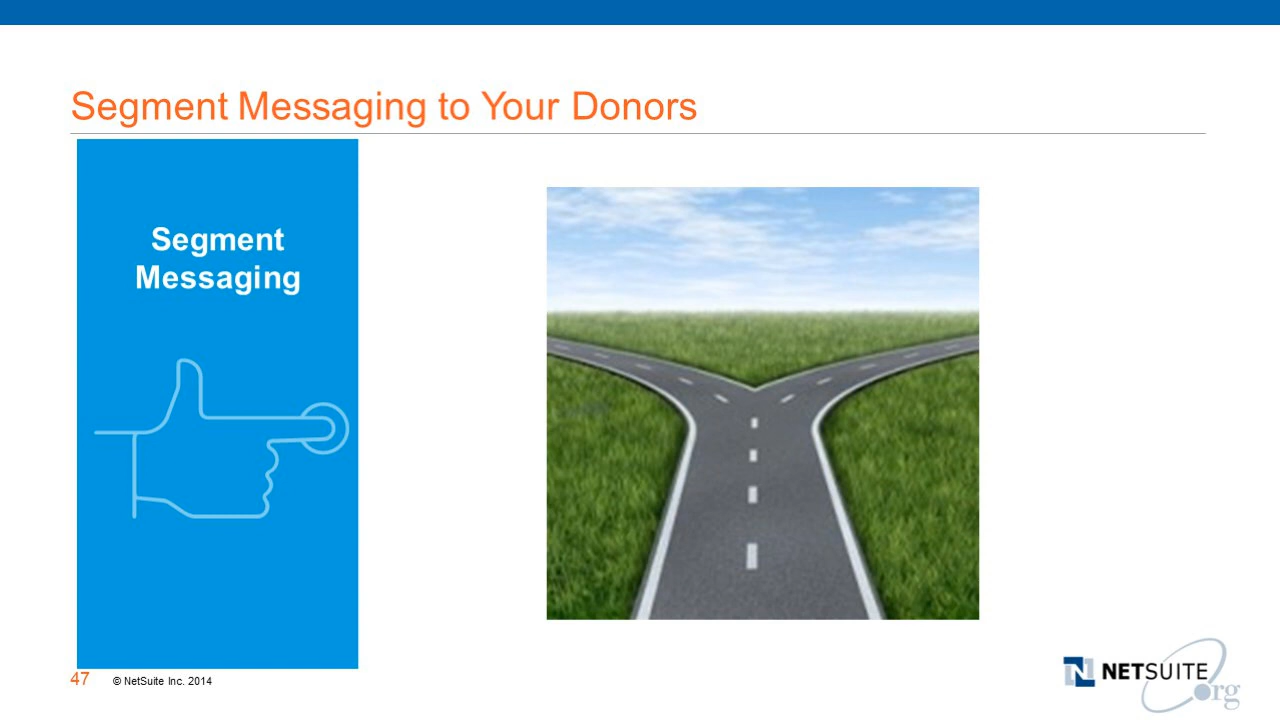 Segment Messaging to Your Donors
Segment
Messaging
47 © NetSuite Inc. 2014
NETSUITE
.org